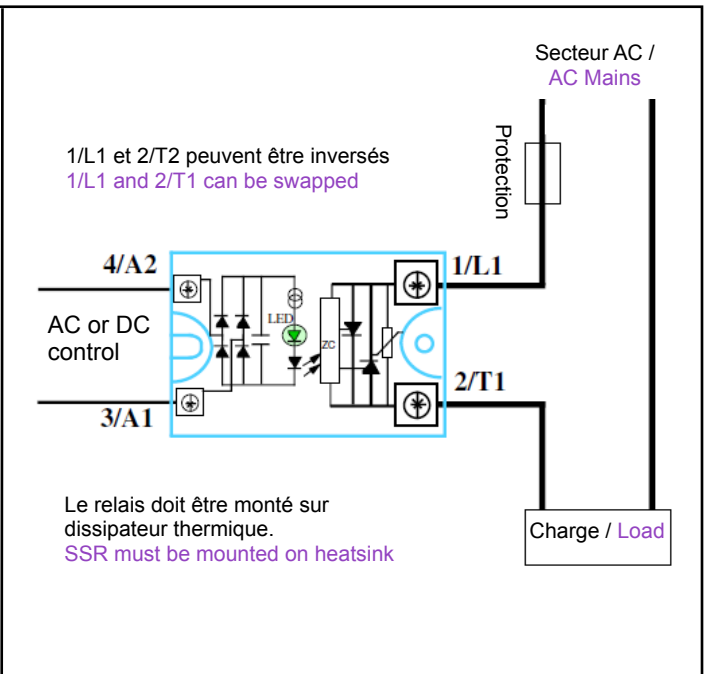 Secteur AC /
AC Mains
Protection
1/L1 et 2/T2 peuvent être inversés
1/L1 and 2/T1 can be swapped
4/A2
1/L1
LED
AC or DC
control
ZC
2/T1
3/A1
Le relais doit être monté sur
dissipateur thermique.
SSR must be mounted on heatsink
Charge / Load